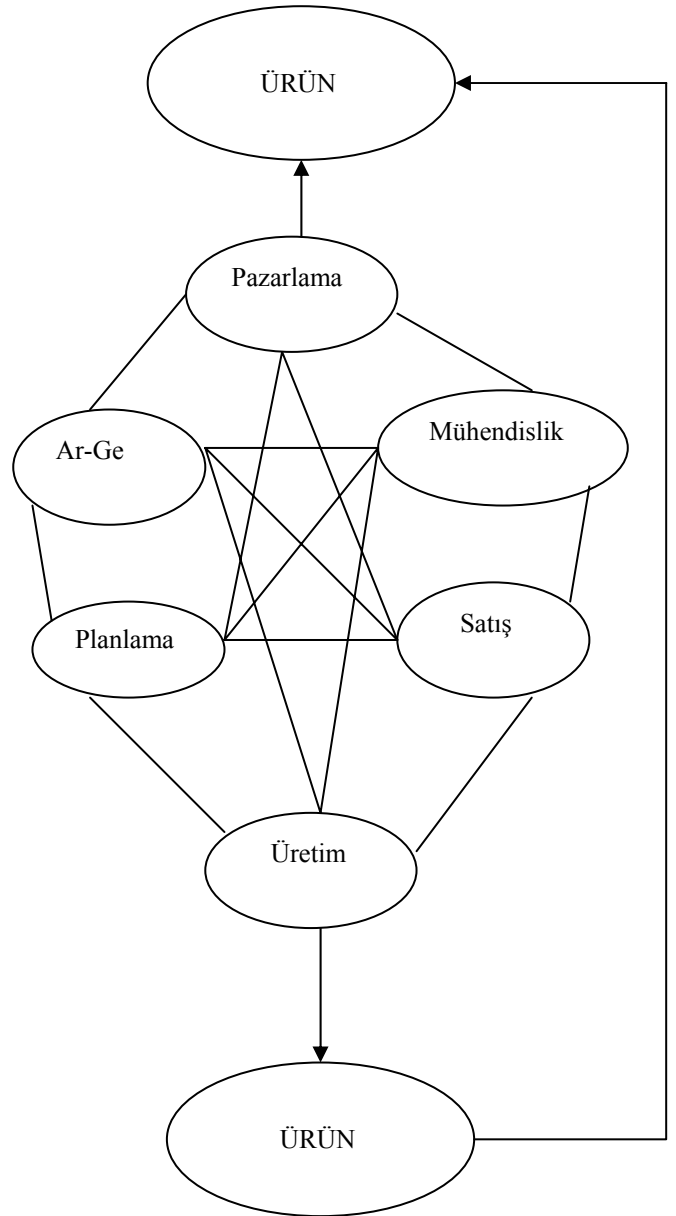 ÜRÜN
Pazarlama
Ar-Ge
Mühendislik
Planlama
Satış
Üretim
ÜRÜN